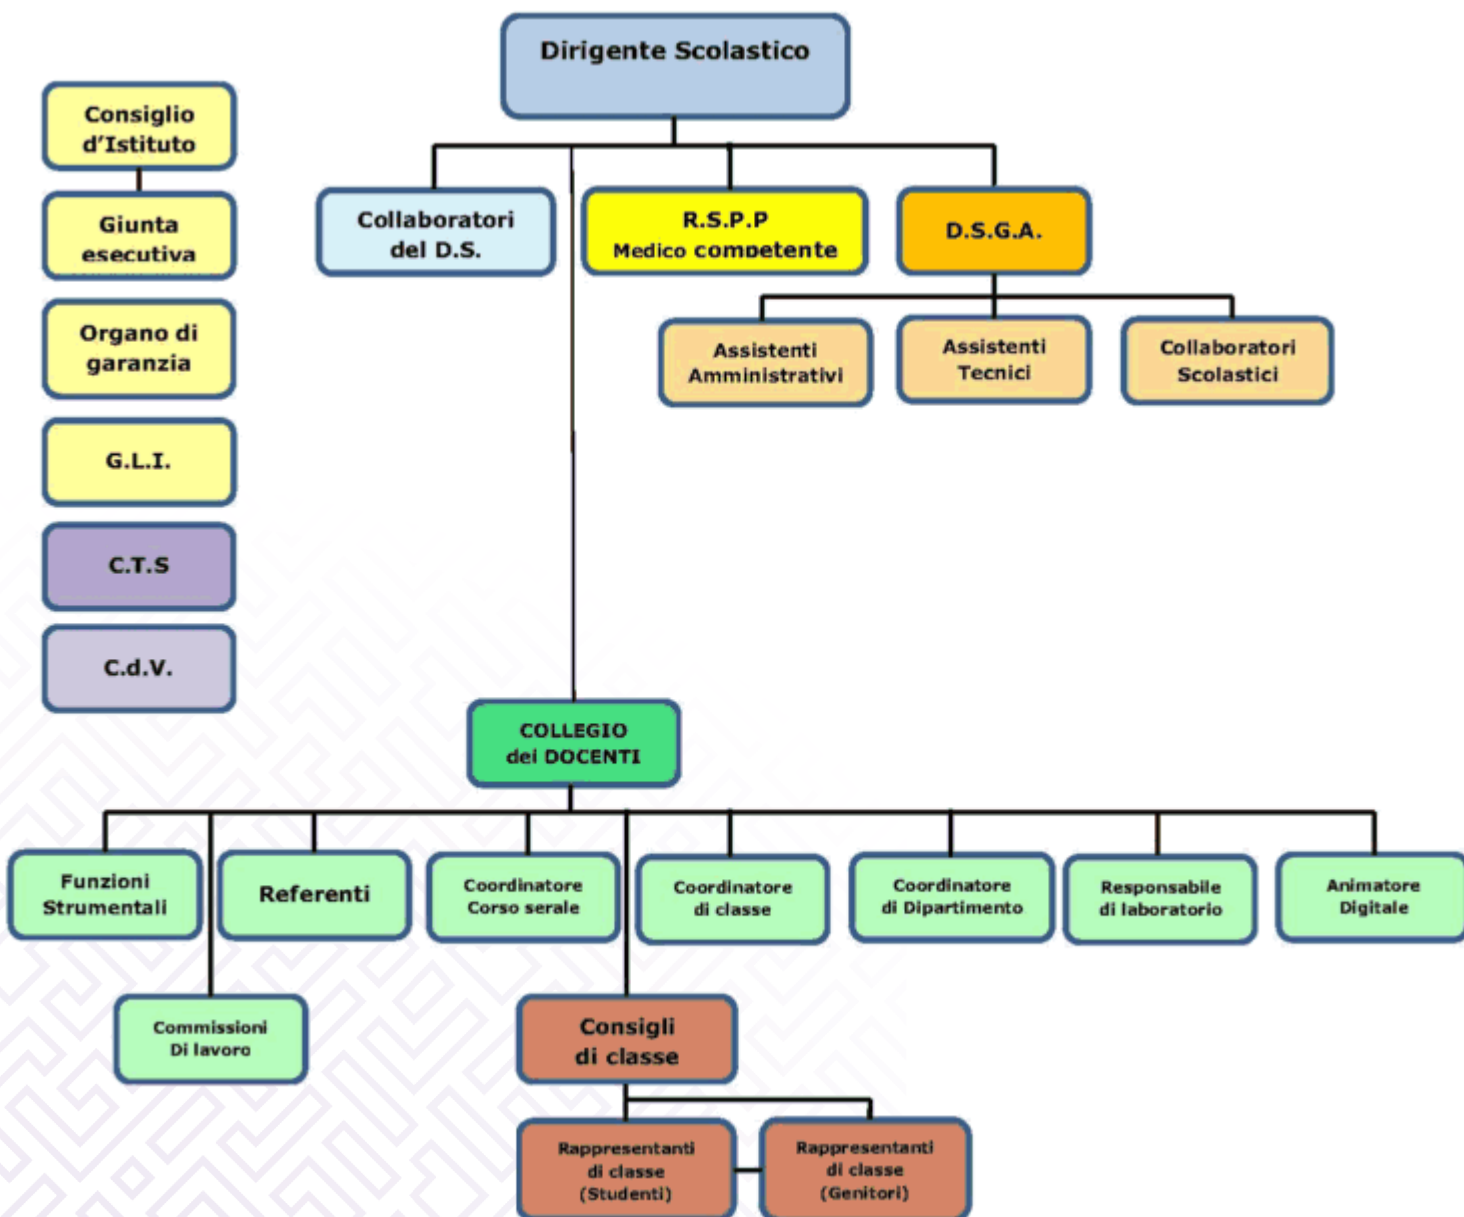 Dirigente Scolastico
Consiglio
d'Istituto
Giunta
esecutiva
Organo di
garanzia
G.L.I.
C.T.S
C.d.V.
Collaboratori
del D.S.
R.S.P.P
Medico competente
D.S.G.A.
Assistenti
Amministrativi
Assistenti
Tecnici
Collaboratori
Scolastici
COLLEGIO
dei DOCENTI
Funzioni
Strumentali
Referenti
Coordinatore
Corso serale
Coordinatore
di classe
Coordinatore
di Dipartimento
Responsabile
di laboratorio
Animatore
Digitale
Commissioni
Di lavoro
Consigli
di classe
Rappresentanti
di classe
(Studenti)
Rappresentanti
di classe
(Genitori)